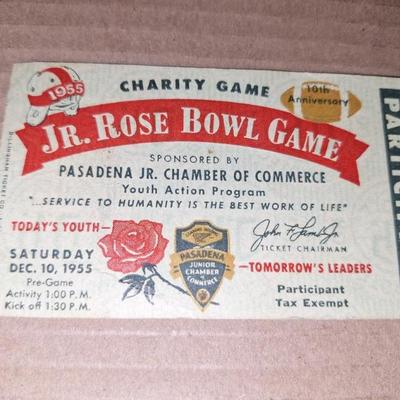 1955
CHARITY GAME
10th
Anniversary
JR. ROSE BOWL GAME
SPONSORED BY
PASADENA JR. CHAMBER OF COMMERCE
Youth Action Program
"...SERVICE TO HUMANITY IS THE BEST WORK OF LIFE"
TODAY'S YOUTH—
SATURDAY
DEC. 10, 1955
Pre-Game
Activity 1:00 P.M.
Kick off 1:30 P.M.
PASADENA
JUNIOR
CHAMBER
OF
COMMERCE
TICKET CHAIRMAN
—TOMORROW'S LEADERS
Participant
Tax Exempt